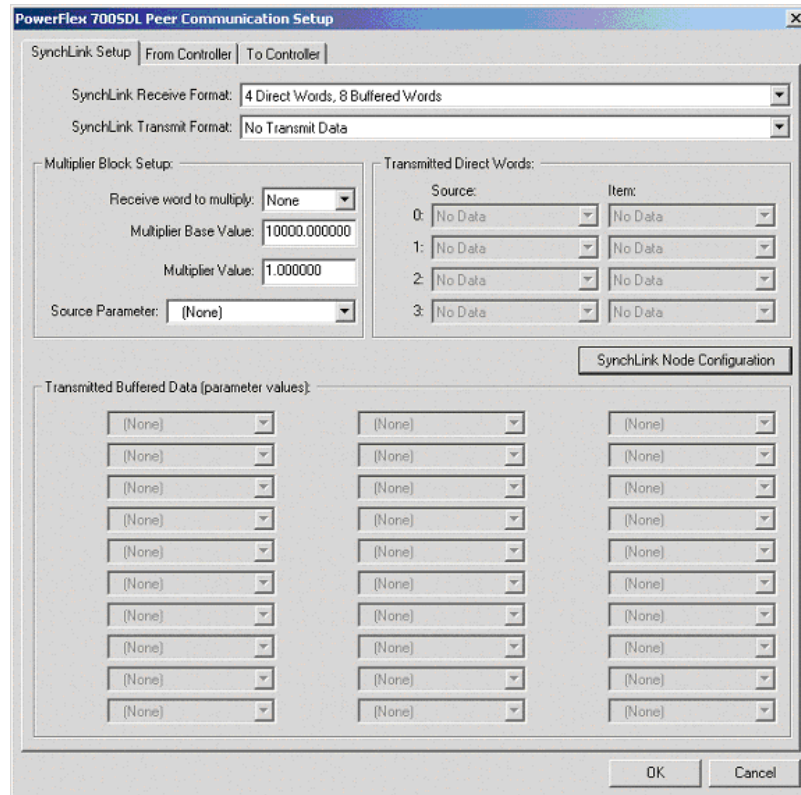 PowerFlex 700SDL Peer Communication Setup
SynchLink Setup From Controller To Controller
SynchLink Receive Format: 4 Direct Words, 8 Buffered Words
SynchLink Transmit Format: No Transmit Data
Multiplier Block Setup:
Receive word to multiply: None
Multiplier Base Value: 10000.000000
Multiplier Value: 1.000000
Source Parameter: (None)
Transmitted Direct Words:
Source: Item:
0: No Data No Data
1: No Data No Data
2: No Data No Data
3: No Data No Data
SynchLink Node Configuration
Transmitted Buffered Data (parameter values):
(None) (None) (None)
(None) (None) (None)
(None) (None) (None)
(None) (None) (None)
(None) (None) (None)
(None) (None) (None)
(None) (None) (None)
(None) (None) (None)
(None) (None) (None)
(None) (None) (None)
OK Cancel